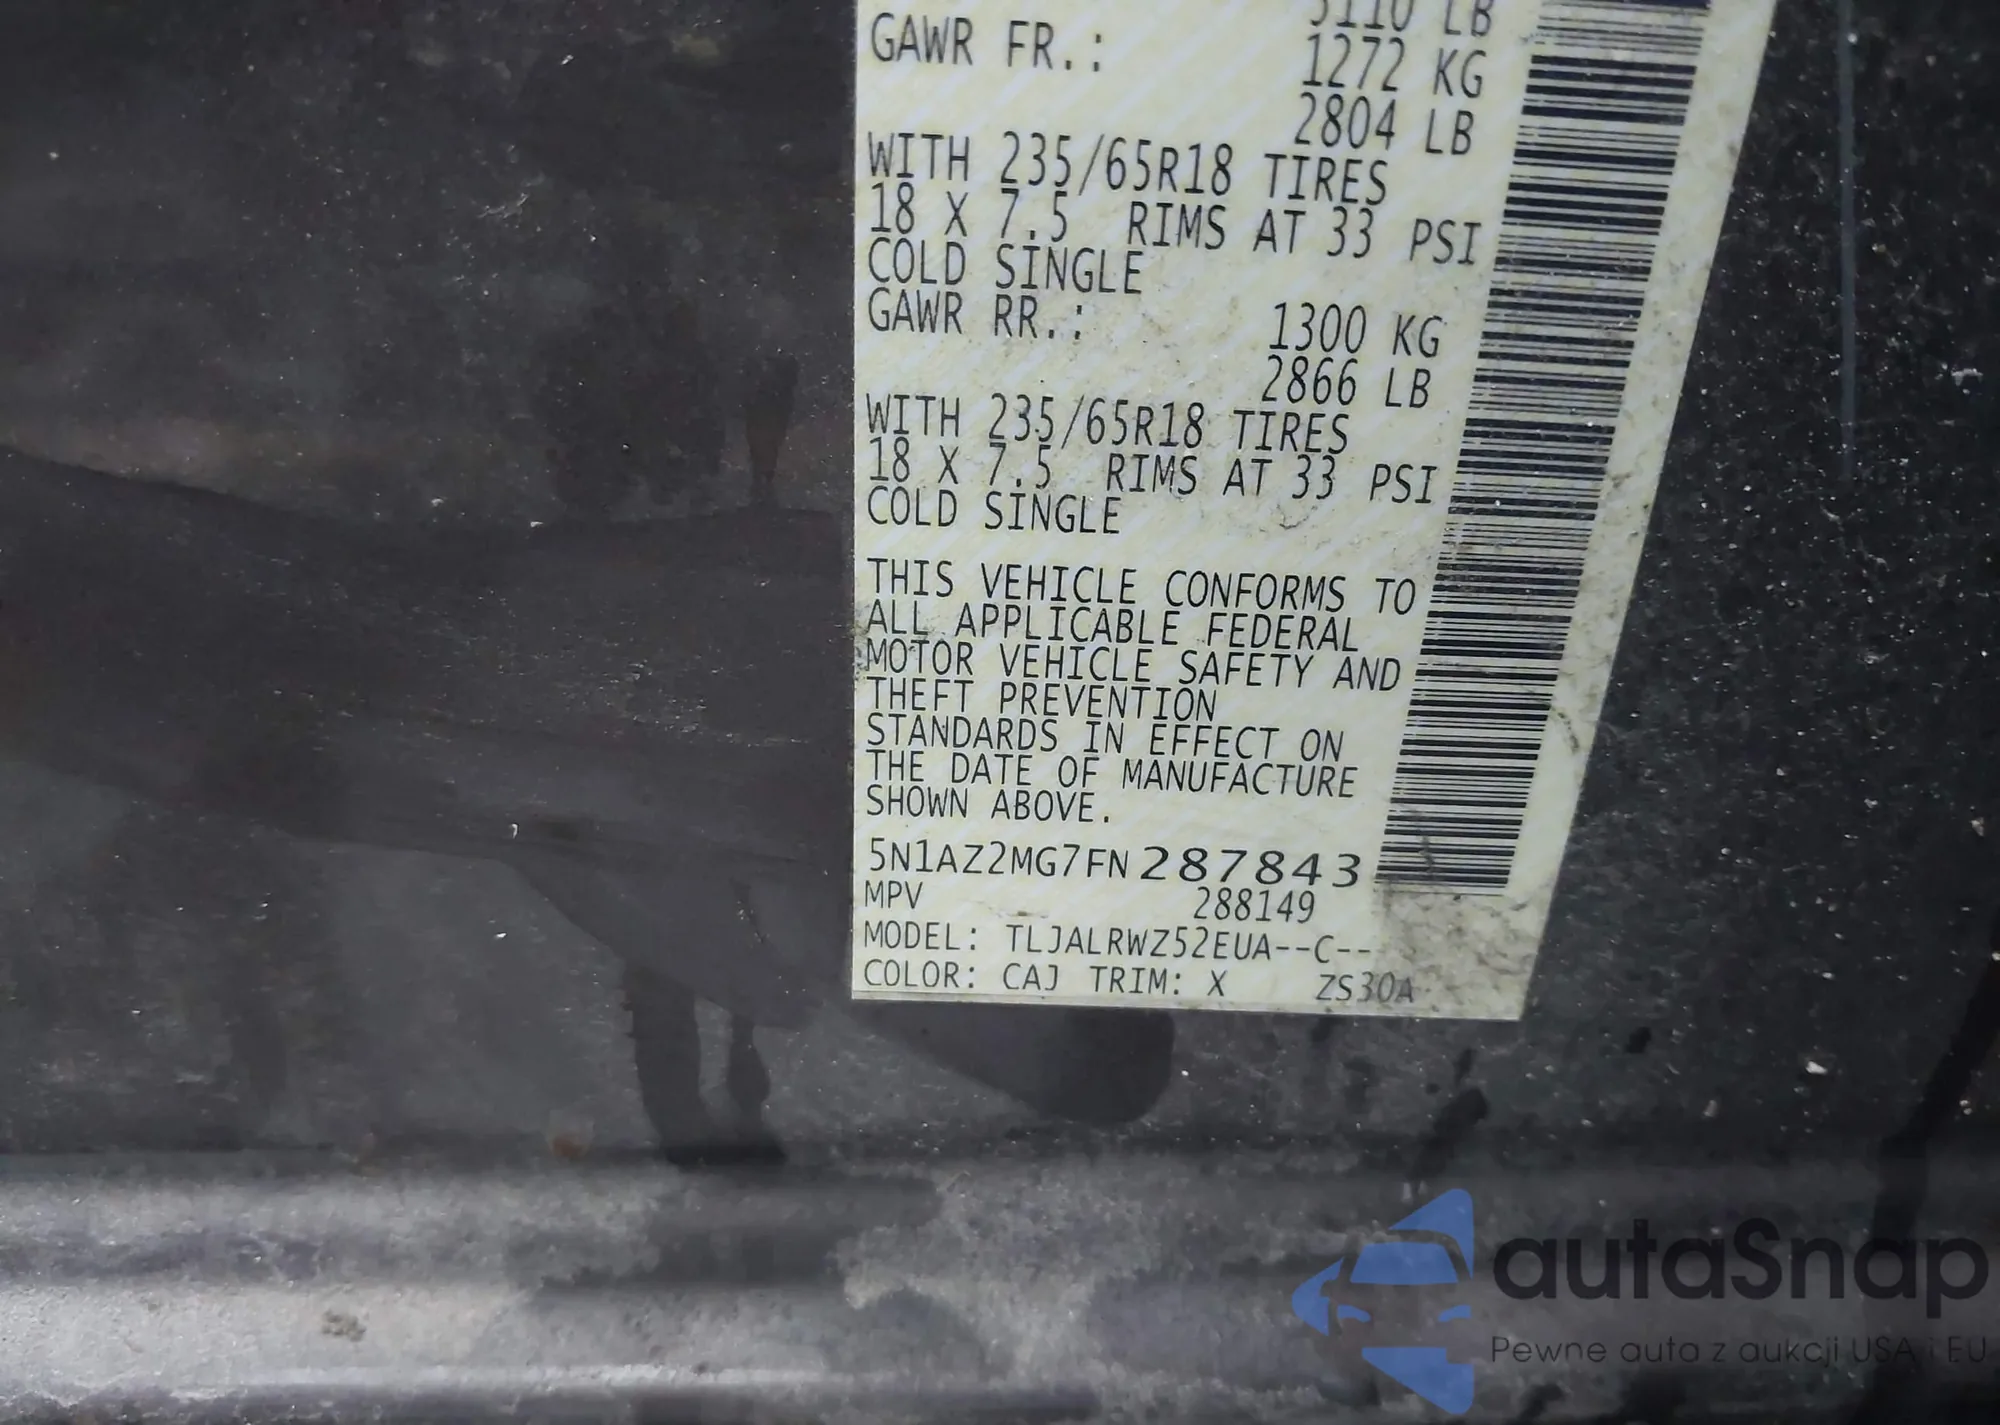 5110 LB
GAWR FR.: 1272 KG
2804 LB
WITH 235/65R18 TIRES
18 X 7.5 RIMS AT 33 PSI
COLD SINGLE
GAWR RR.: 1300 KG
2866 LB
WITH 235/65R18 TIRES
18 X 7.5 RIMS AT 33 PSI
COLD SINGLE
THIS VEHICLE CONFORMS TO
ALL APPLICABLE FEDERAL
MOTOR VEHICLE SAFETY AND
THEFT PREVENTION
STANDARDS IN EFFECT ON
THE DATE OF MANUFACTURE
SHOWN ABOVE.
5N1AZ2MG7FN287843
MPV 288149
MODEL: TLJALRWZ52EUA--C--
COLOR: CAJ TRIM: X ZS30A
autaSnap
Pewne auta z aukcji USA i EU